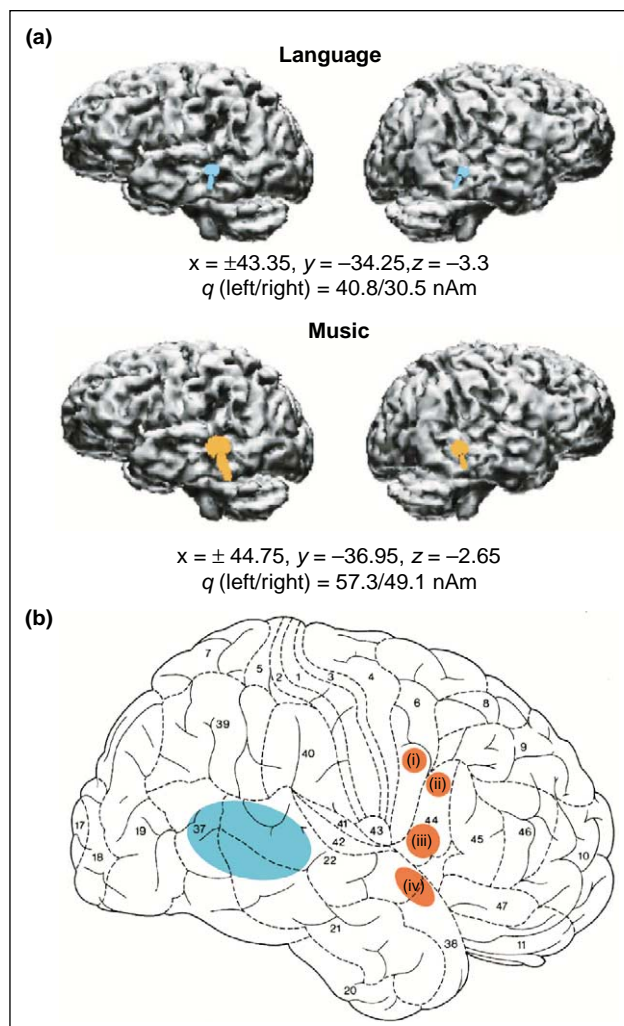 (a)
Language
x = ±43.35, y = –34.25,z = –3.3
q (left/right) = 40.8/30.5 nAm
Music
x = ± 44.75, y = –36.95, z = –2.65
q (left/right) = 57.3/49.1 nAm
(b)
7
5
2
1
3
4
6
8
39
40
9
(i)
(ii)
17
18
19
37
41
42
43
44
45
46
10
(iii)
22
(iv)
47
21
36
11
20